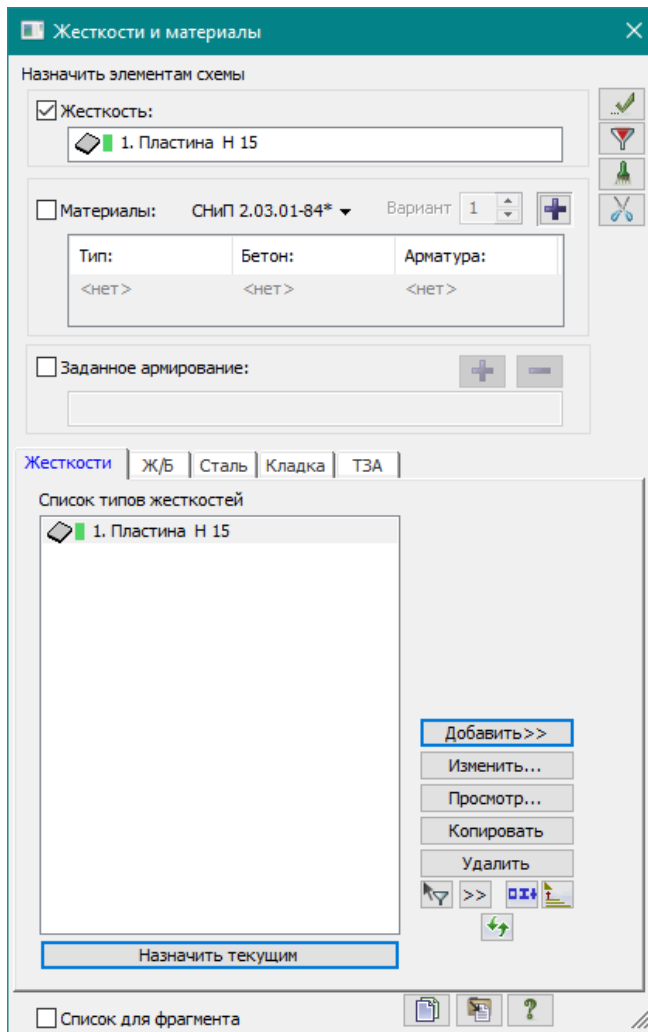 Жесткости и материалы
Назначить элементам схемы
Жесткость:
1. Пластина H 15
Материалы: СНиП 2.03.01-84* Вариант 1
Тип: Бетон: Арматура:
<нет> <нет> <нет>
Заданное армирование:
Жесткости Ж/Б Сталь Кладка ТЗА
Список типов жесткостей
1. Пластина H 15
Добавить>>
Изменить...
Просмотр...
Копировать
Удалить
>>
Назначить текущим
Список для фрагмента
?